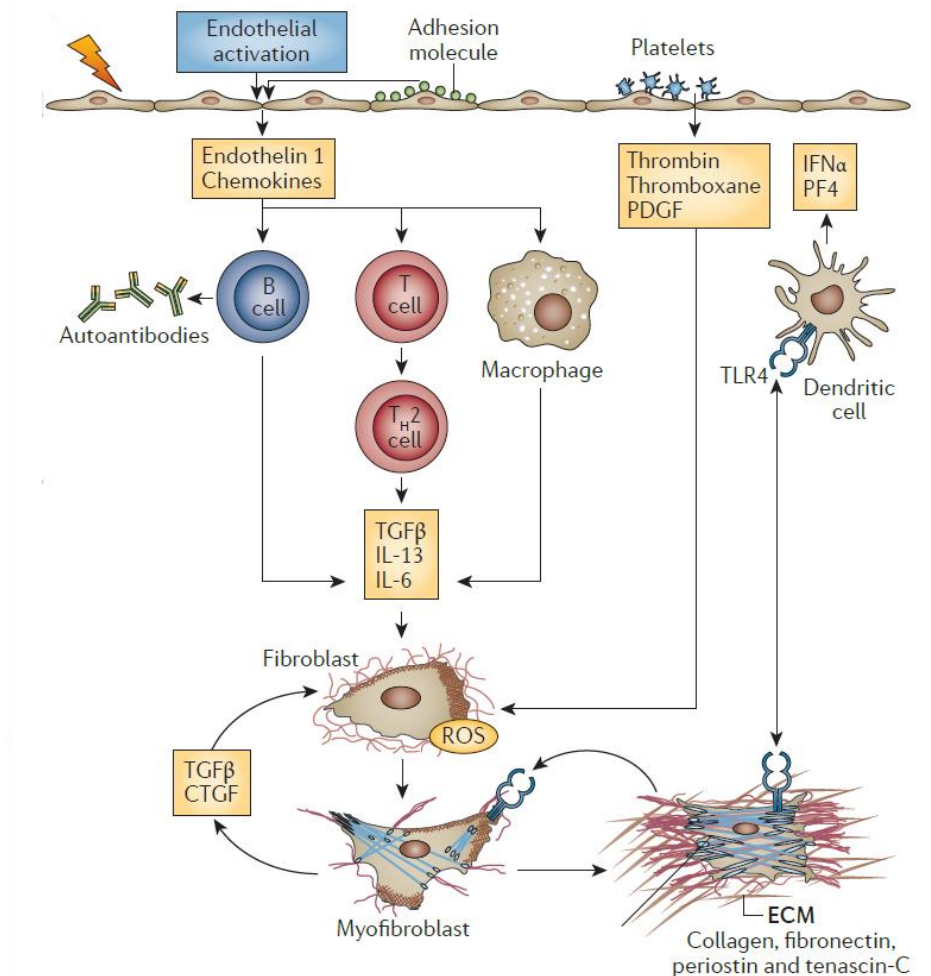 Endothelial
activation
Adhesion
molecule
Platelets
Endothelin 1
Chemokines
Thrombin
Thromboxane
PDGF
IFNα
PF4
B
cell
T
cell
Autoantibodies
Macrophage
TLR4
Dendritic
cell
TH2
cell
TGFβ
IL-13
IL-6
Fibroblast
ROS
TGFβ
CTGF
Myofibroblast
ECM
Collagen, fibronectin,
periostin and tenascin-C